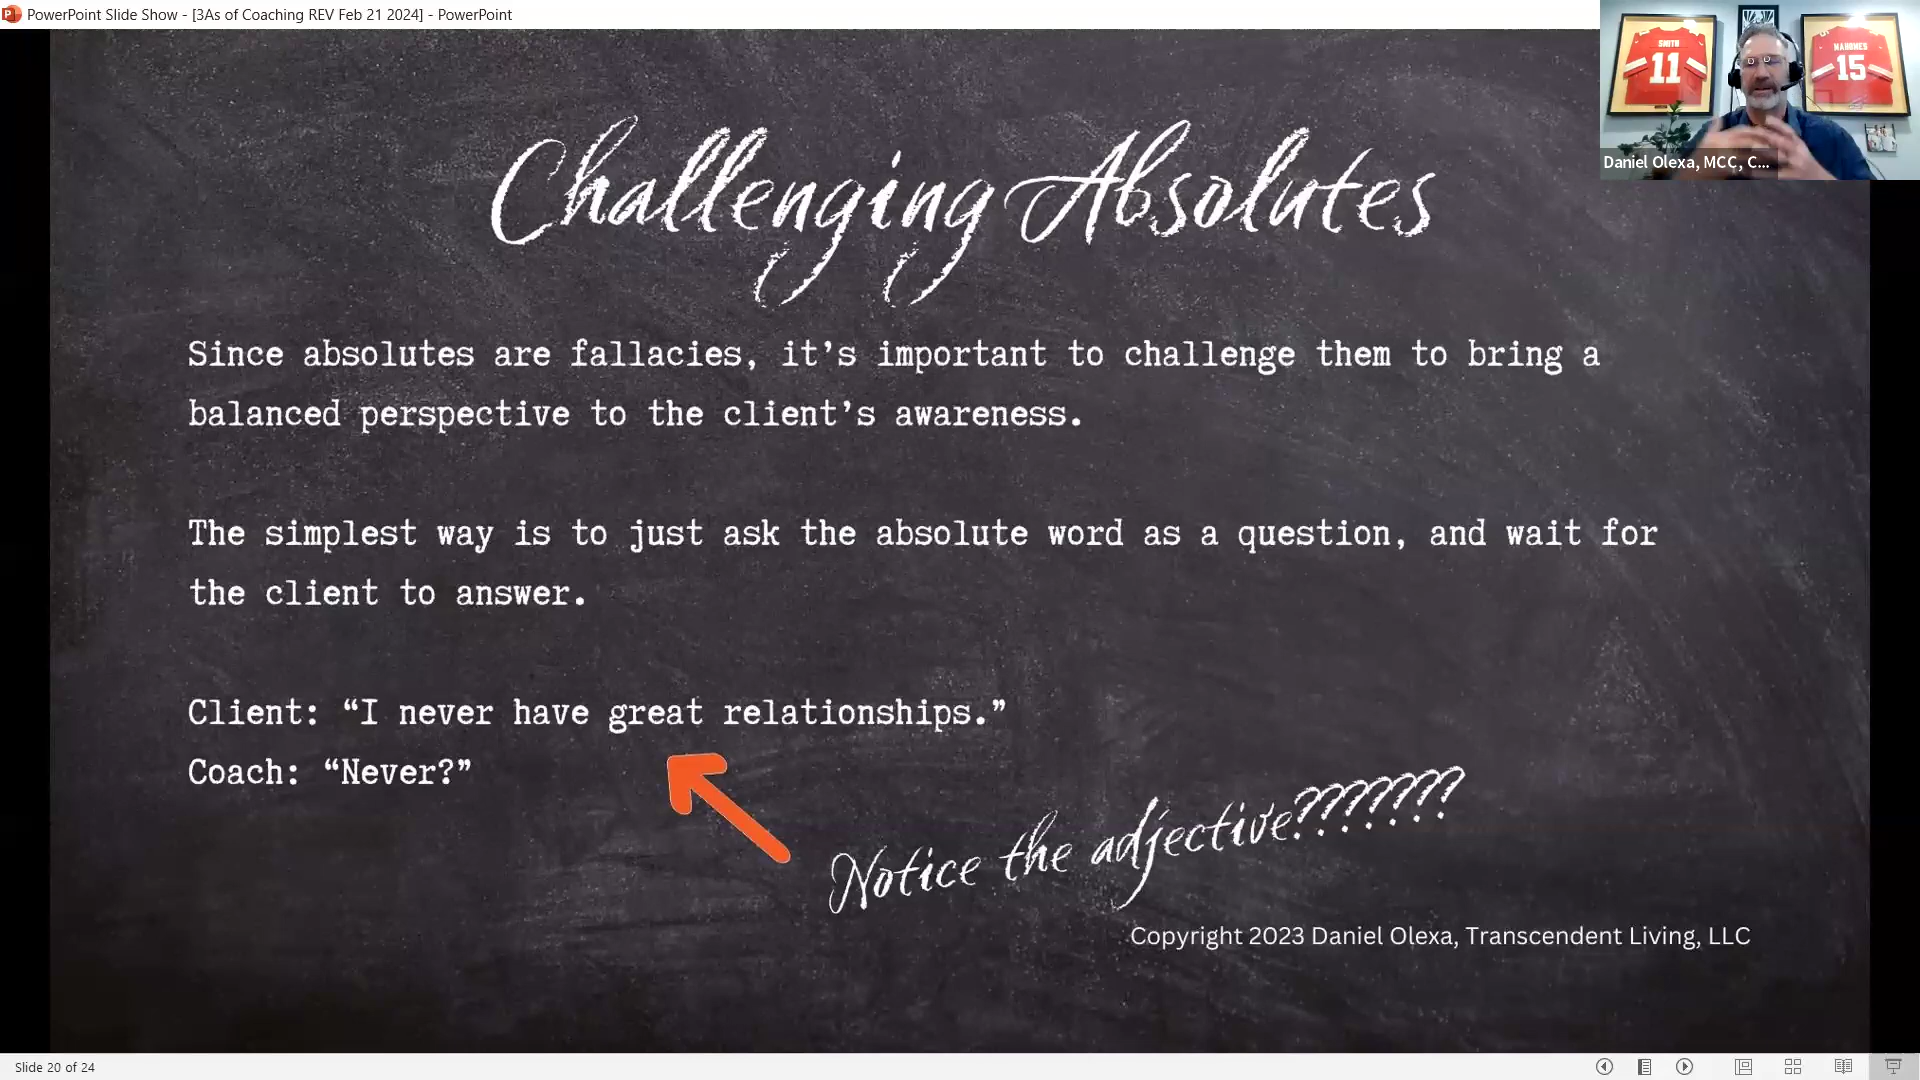 PowerPoint Slide Show - [3As of Coaching REV Feb 21 2024] - PowerPoint
SMITH
11
MAHOMES
15
Daniel Olexa, MCC, C...
Challenging Absolutes
Since absolutes are fallacies, it’s important to challenge them to bring a
balanced perspective to the client’s awareness.
The simplest way is to just ask the absolute word as a question, and wait for
the client to answer.
Client: “I never have great relationships.”
Coach: “Never?”
Notice the adjective???????
Copyright 2023 Daniel Olexa, Transcendent Living, LLC
Slide 20 of 24